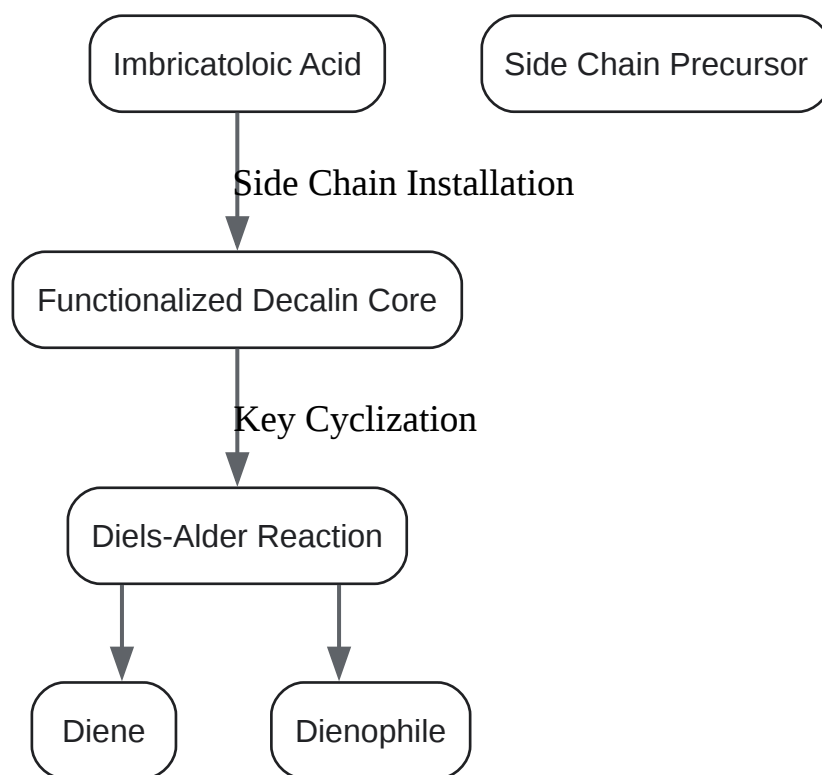 Imbricatoloic Acid
Side Chain Precursor
Side Chain Installation
Functionalized Decalin Core
Key Cyclization
Diels-Alder Reaction
Diene
Dienophile